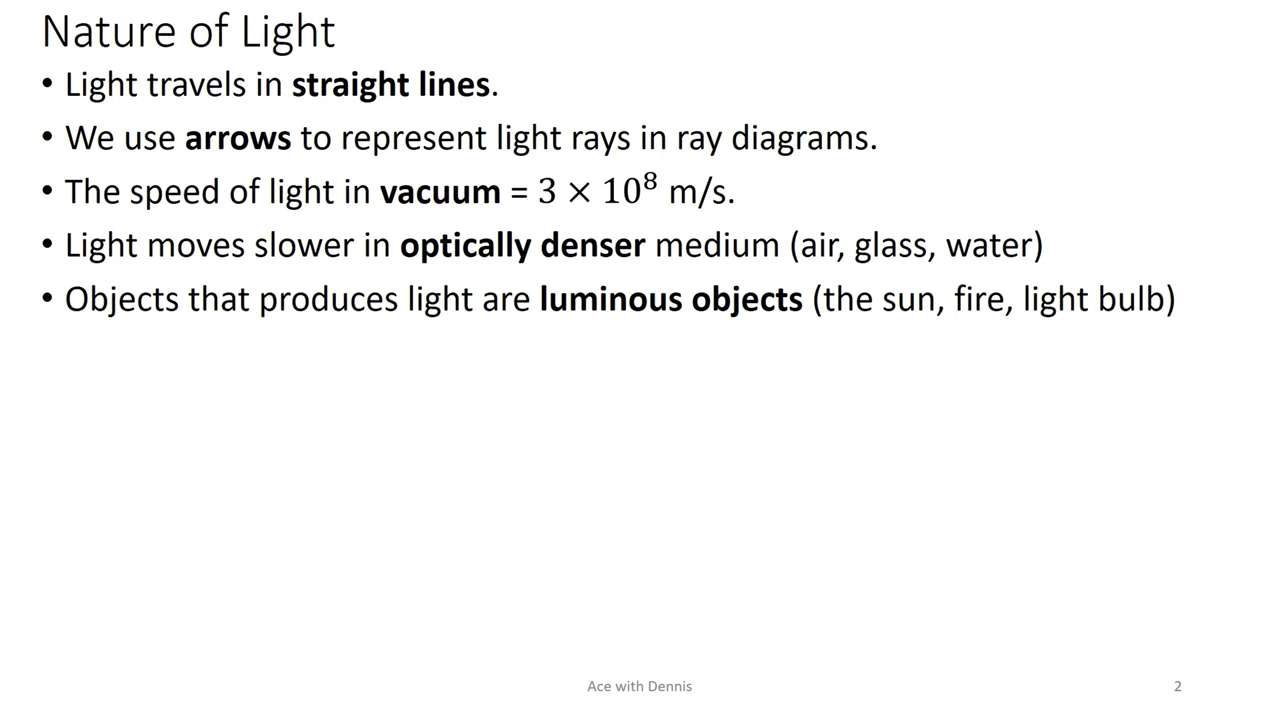 Nature of Light
• Light travels in straight lines.
• We use arrows to represent light rays in ray diagrams.
• The speed of light in vacuum = 3 × 10⁸ m/s.
• Light moves slower in optically denser medium (air, glass, water)
• Objects that produces light are luminous objects (the sun, fire, light bulb)
Ace with Dennis
2